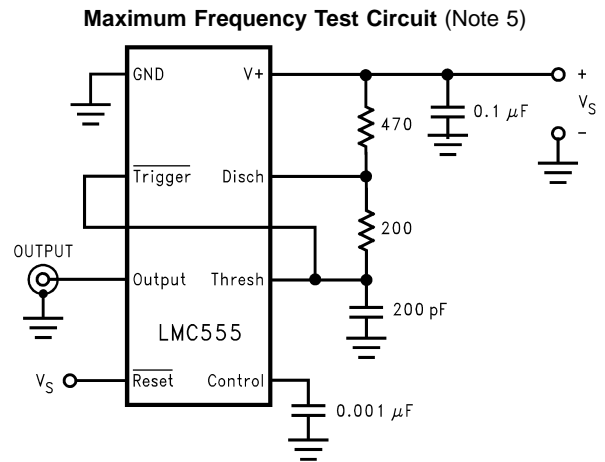 Maximum Frequency Test Circuit (Note 5)
GND
V+
470
0.1 μF
+
V_S
-
Trigger
Disch
200
OUTPUT
Output
Thresh
200 pF
LMC555
V_S
Reset
Control
0.001 μF